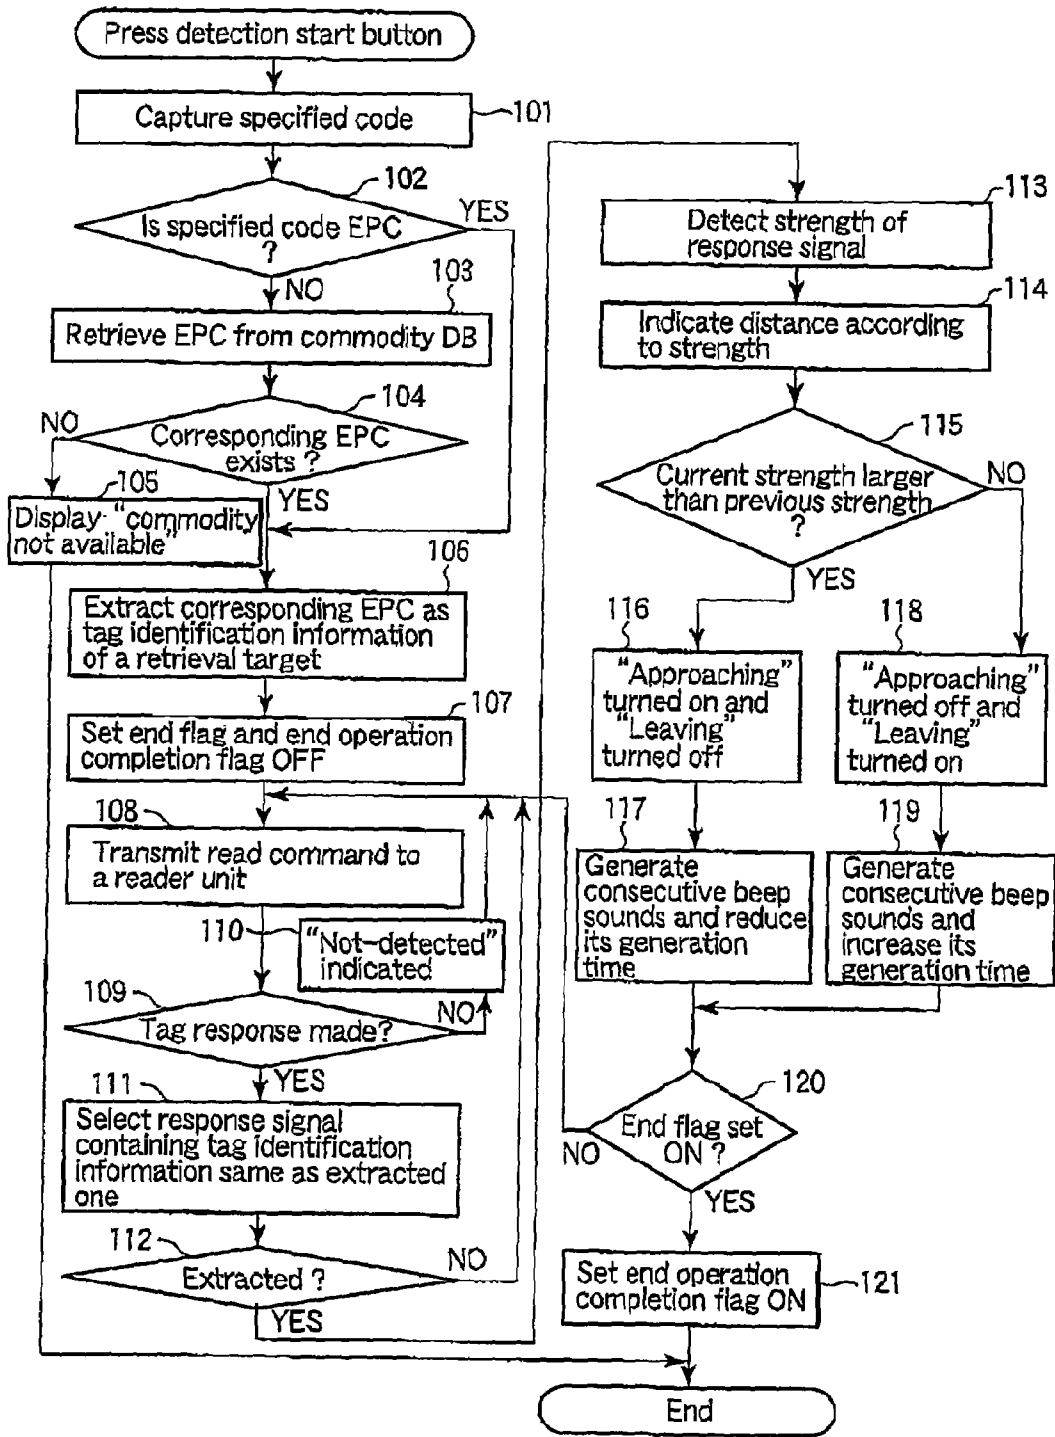 Press detection start button
Capture specified code
101
102
Is specified code EPC
?
YES
NO
103
Retrieve EPC from commodity DB
104
NO
Corresponding EPC
exists ?
YES
105
Display "commodity
not available"
106
Extract corresponding EPC as
tag identification information
of a retrieval target
107
Set end flag and end operation
completion flag OFF
108
Transmit read command to
a reader unit
110
"Not-detected"
indicated
109
Tag response made?
NO
YES
111
Select response signal
containing tag identification
information same as extracted
one
112
Extracted ?
NO
YES
113
Detect strength of
response signal
114
Indicate distance according
to strength
115
Current strength larger
than previous strength
?
NO
YES
116
"Approaching"
turned on and
"Leaving"
turned off
118
"Approaching"
turned off and
"Leaving"
turned on
117
Generate
consecutive beep
sounds and reduce
its generation
time
119
Generate
consecutive beep
sounds and
increase its
generation time
120
End flag set
ON ?
NO
YES
Set end operation
completion flag ON
121
End